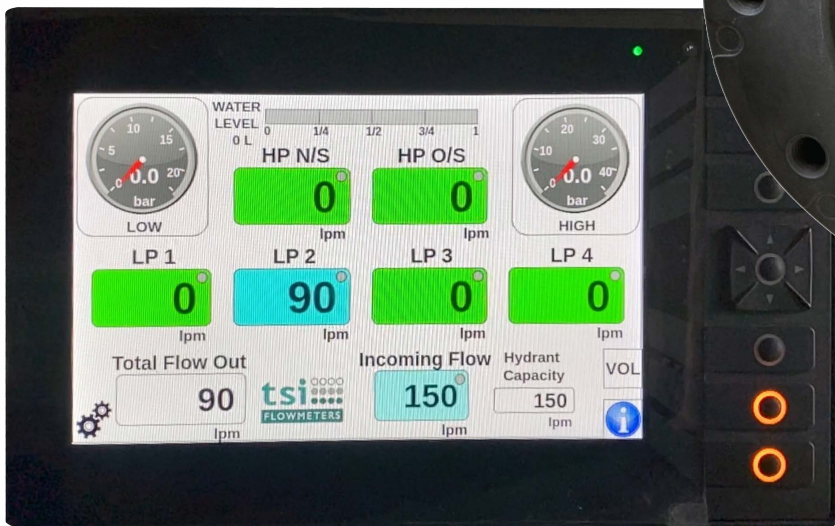 WATER
LEVEL
0 L
0 1/4 1/2 3/4 1
0 5 10 15 20
0.0
bar
LOW
HP N/S
0
lpm
HP O/S
0
lpm
0 10 20 30 40
0.0
bar
HIGH
LP 1
0
lpm
LP 2
90
lpm
LP 3
0
lpm
LP 4
0
lpm
Total Flow Out
90
lpm
tsi
FLOWMETERS
Incoming Flow
150
lpm
Hydrant
Capacity
150
lpm
VOL
i